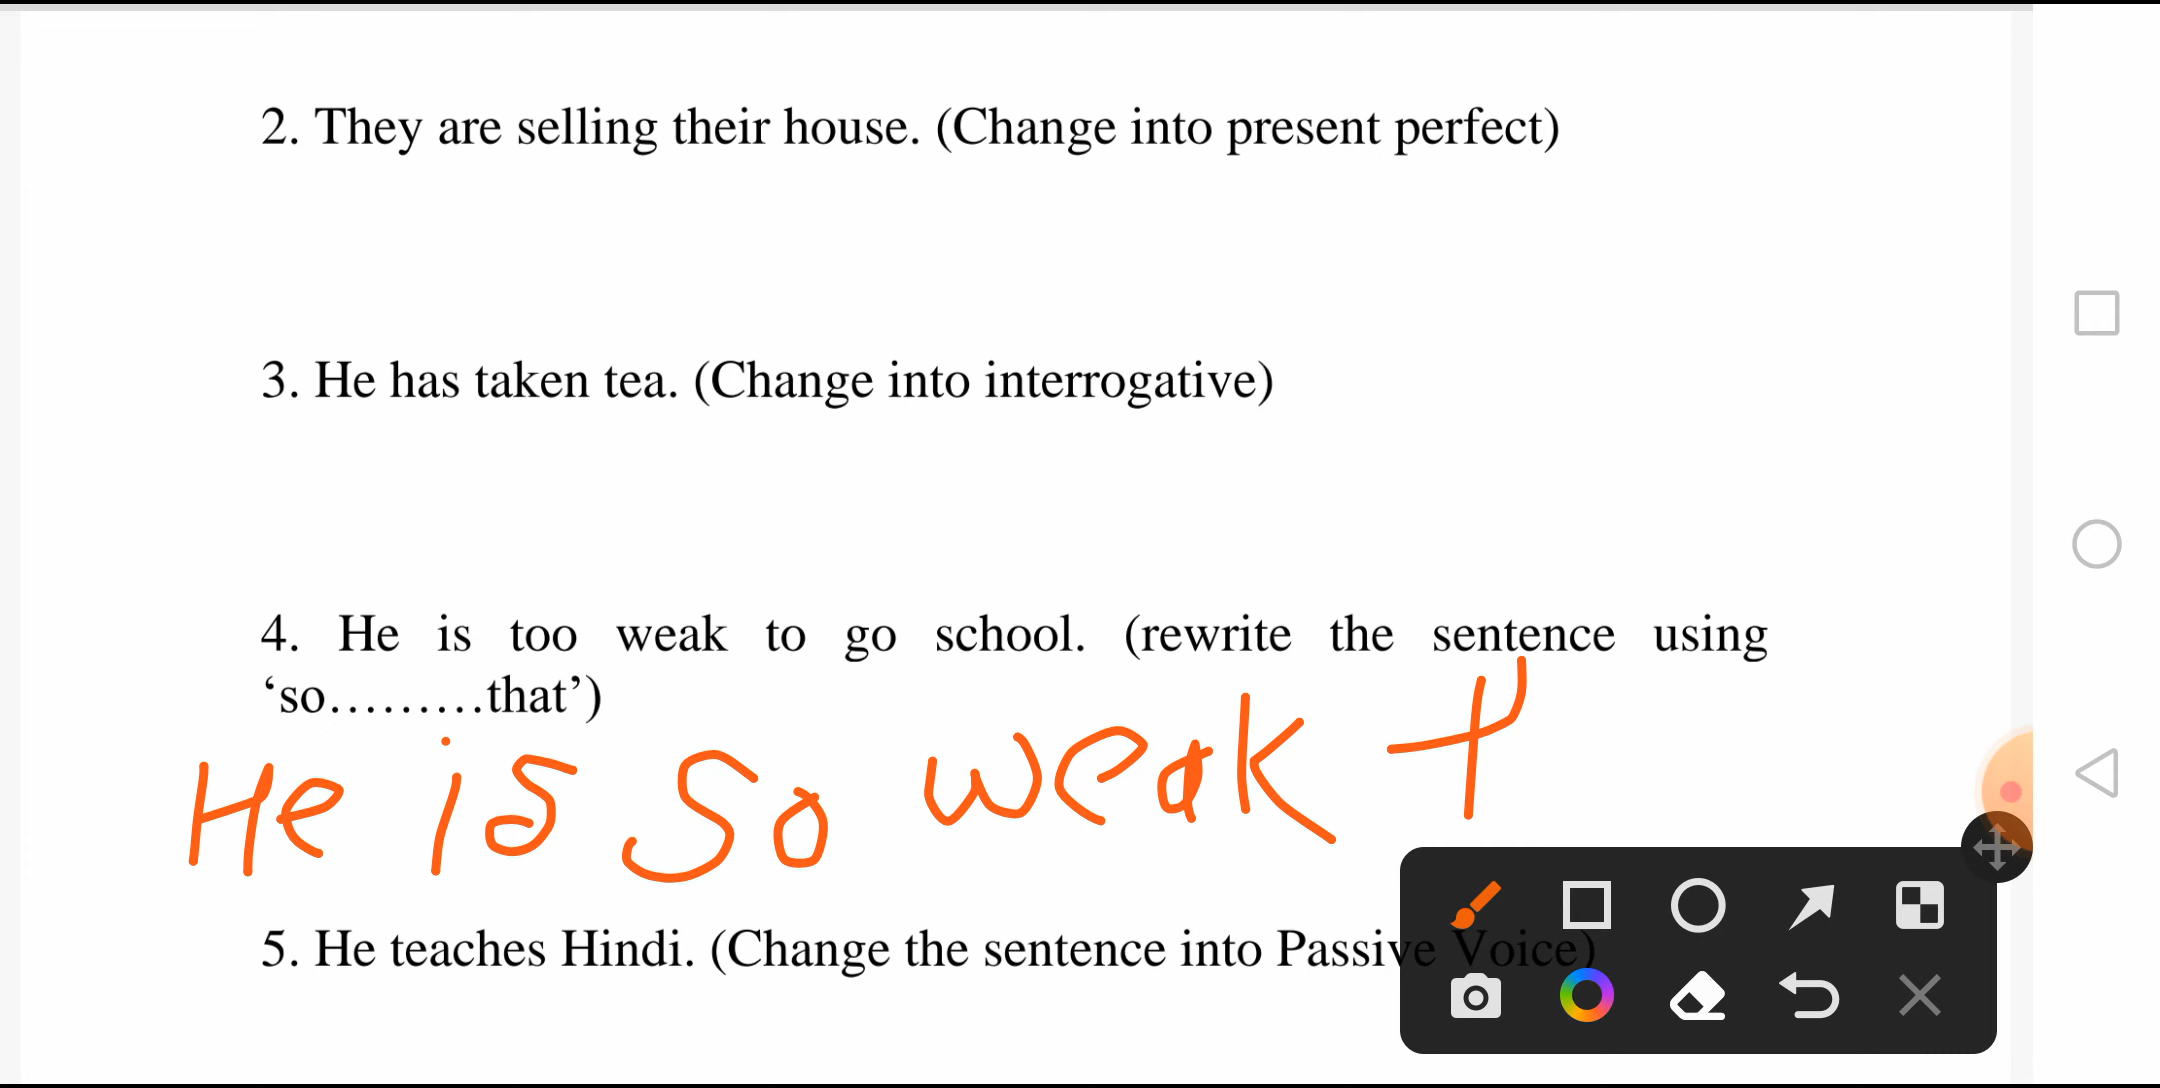 2. They are selling their house. (Change into present perfect)
3. He has taken tea. (Change into interrogative)
4. He is too weak to go school. (rewrite the sentence using
‘so.........that’)
He is so weak t
5. He teaches Hindi. (Change the sentence into Passive Voice)